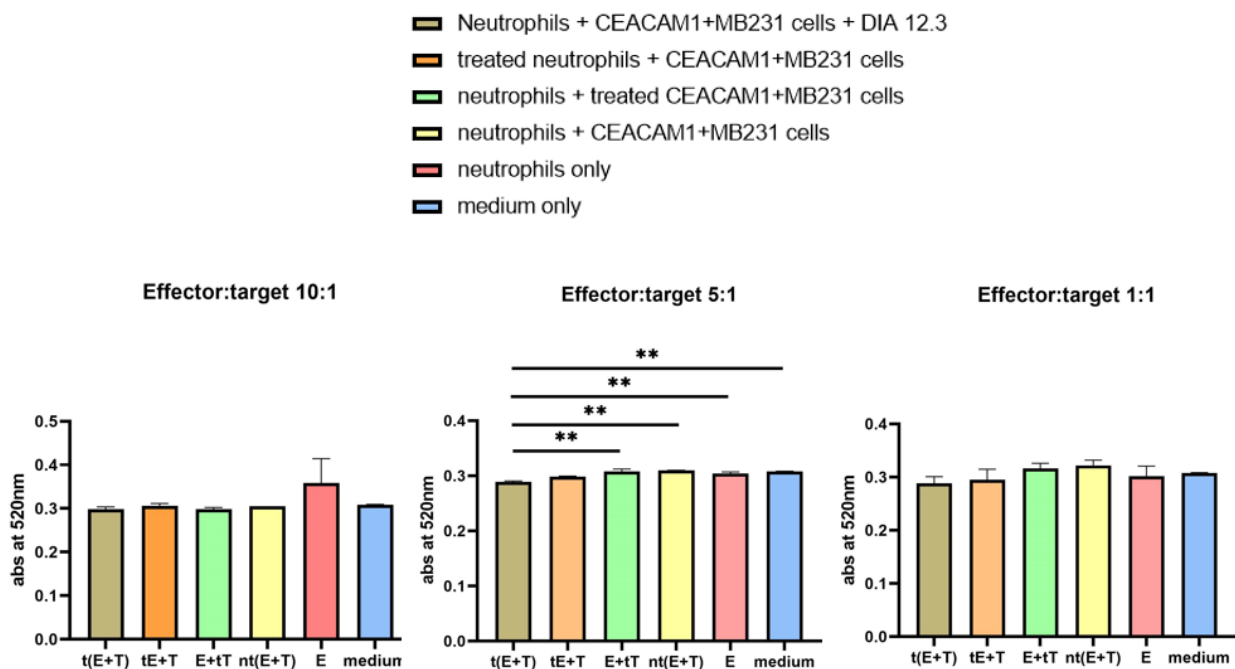 Neutrophils + CEACAM1+MB231 cells + DIA 12.3
treated neutrophils + CEACAM1+MB231 cells
neutrophils + treated CEACAM1+MB231 cells
neutrophils + CEACAM1+MB231 cells
neutrophils only
medium only
Effector:target 10:1
0.5
0.4
0.3
0.2
0.1
0.0
abs at 520nm
t(E+T) tE+T E+tT nt(E+T) E medium
Effector:target 5:1
**
**
**
**
0.4
0.3
0.2
0.1
0.0
abs at 520nm
t(E+T) tE+T E+tT nt(E+T) E medium
Effector:target 1:1
0.4
0.3
0.2
0.1
0.0
abs at 520nm
t(E+T) tE+T E+tT nt(E+T) E medium